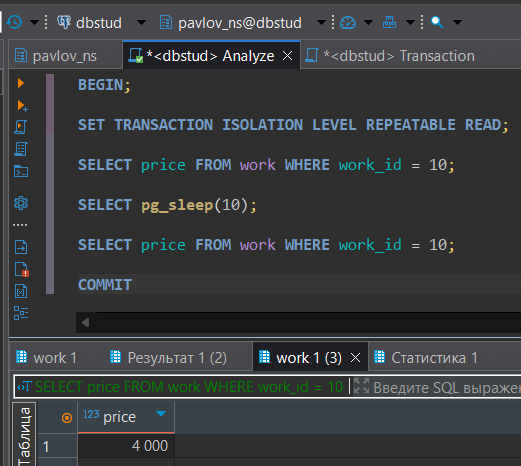 dbstud pavlov_ns@dbstud
pavlov_ns *<dbstud> Analyze *<dbstud> Transaction
BEGIN;
SET TRANSACTION ISOLATION LEVEL REPEATABLE READ;
SELECT price FROM work WHERE work_id = 10;
SELECT pg_sleep(10);
SELECT price FROM work WHERE work_id = 10;
COMMIT
work 1 Результат 1 (2) work 1 (3) Статистика 1
SELECT price FROM work WHERE work_id = 10 Введите SQL выражен
Таблица
123 price
1 4 000